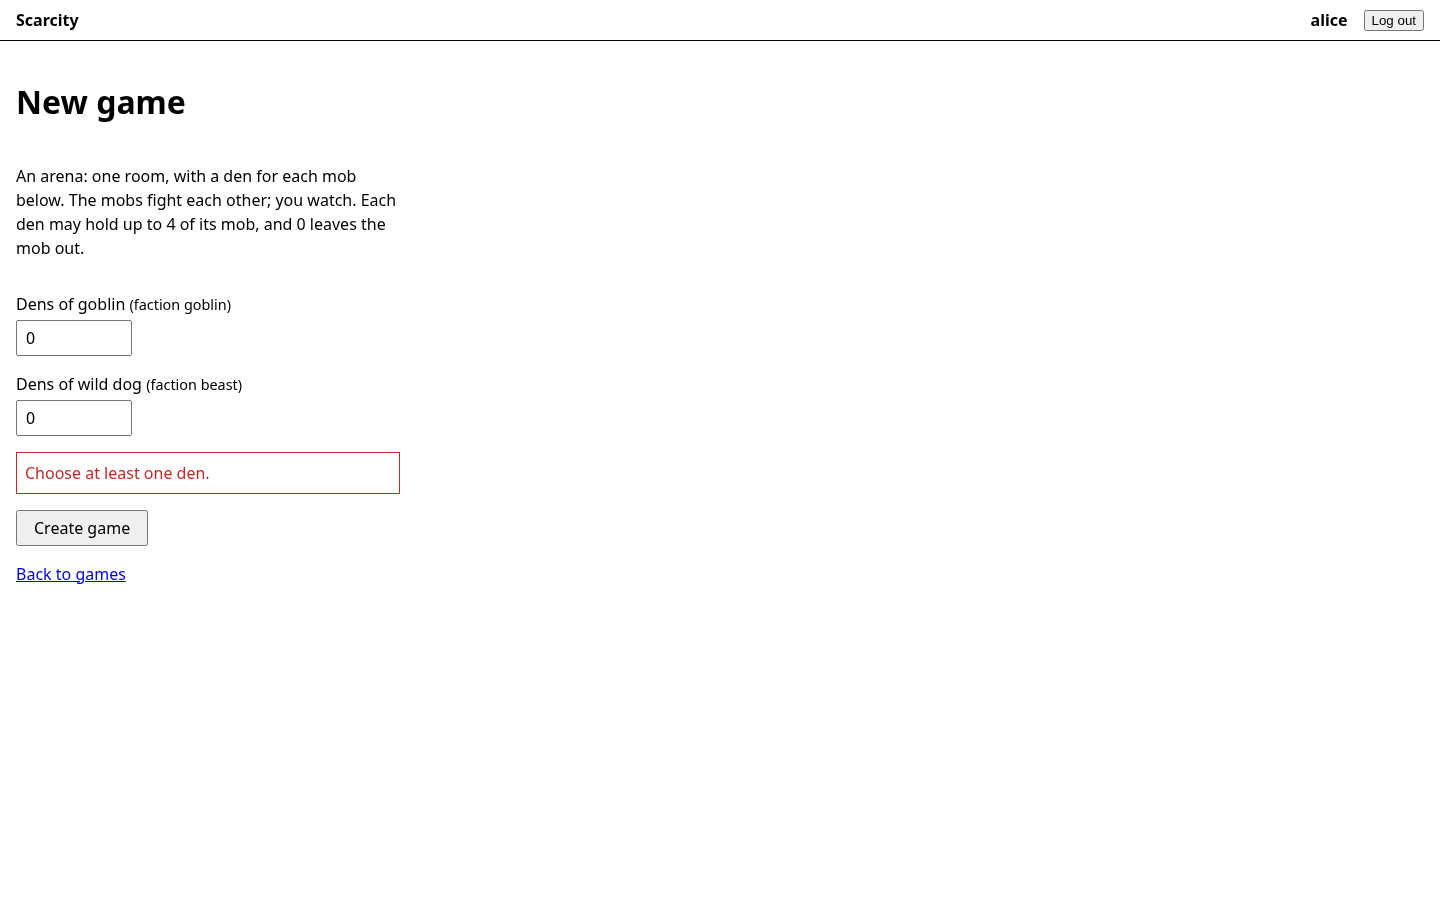 Scarcity
alice
Log out
New game
An arena: one room, with a den for each mob
below. The mobs fight each other; you watch. Each
den may hold up to 4 of its mob, and 0 leaves the
mob out.
Dens of goblin (faction goblin)
0
Dens of wild dog (faction beast)
0
Choose at least one den.
Create game
Back to games